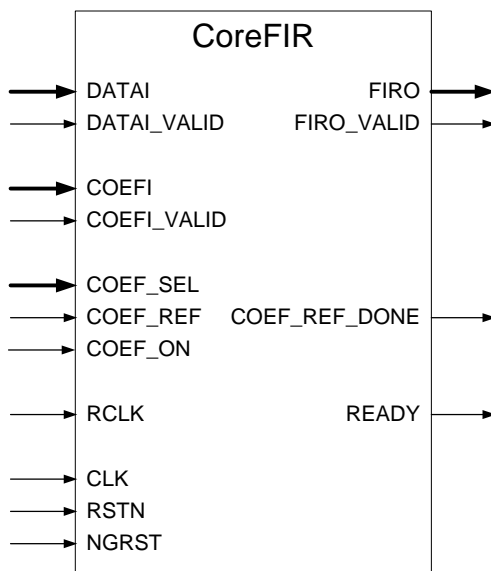 CoreFIR
DATAI FIRO
DATAI_VALID FIRO_VALID
COEFI
COEFI_VALID
COEF_SEL
COEF_REF COEF_REF_DONE
COEF_ON
RCLK READY
CLK
RSTN
NGRST